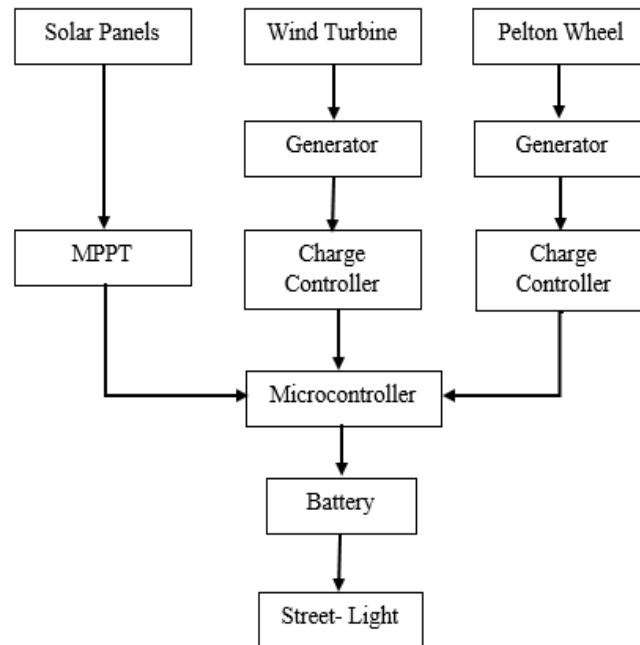 Solar Panels
Wind Turbine
Pelton Wheel
Generator
Generator
MPPT
Charge
Controller
Charge
Controller
Microcontroller
Battery
Street- Light